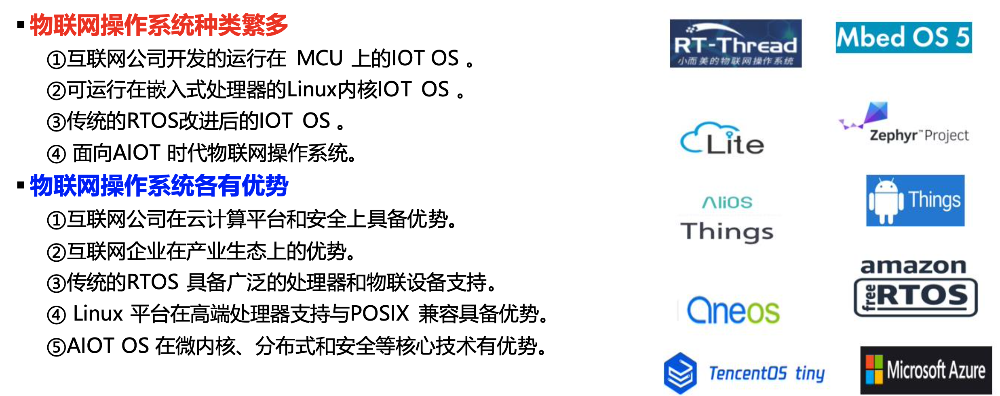 ▪物联网操作系统种类繁多
①互联网公司开发的运行在 MCU 上的IOT OS 。
②可运行在嵌入式处理器的Linux内核IOT OS 。
③传统的RTOS改进后的IOT OS 。
④ 面向AIOT 时代物联网操作系统。
▪物联网操作系统各有优势
①互联网公司在云计算平台和安全上具备优势。
②互联网企业在产业生态上的优势。
③传统的RTOS 具备广泛的处理器和物联设备支持。
④ Linux 平台在高端处理器支持与POSIX 兼容具备优势。
⑤AIOT OS 在微内核、分布式和安全等核心技术有优势。
RT-Thread
小而美的物联网操作系统
Mbed OS 5
Lite
Zephyr™Project
AliOS
Things
Things
OneOS
amazon
freeRTOS
TencentOS tiny
Microsoft Azure